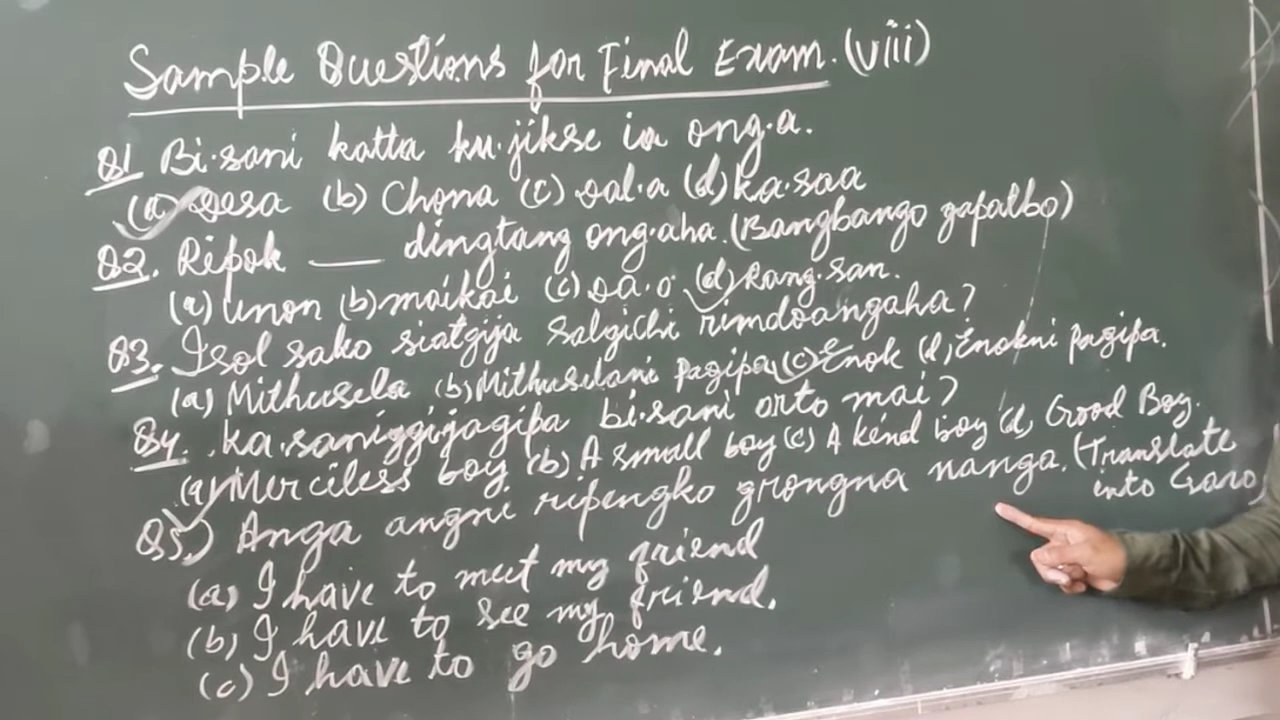 Sample Questions for Final Exam. (viii)
Q1 Bi·sani katta ku·jikse ia ong·a.
(a) Desa (b) Chona (c) Dal·a (d) ka·saa
Q2. Ripok ___ dingtang ong·aha. (Bangbango gapatbo)
(a) Unon (b) maikai (c) Da·o (d) Rang·san.
Q3. Isol sako siatgija salgichi rimdoangaha?
(a) Mithusela (b) Mithuselani pagipa (c) Enok (d) Enokni pagipa.
Q4. ka·saniggijagipa bi·sani orto mai?
(a) Merciless boy (b) A small boy (c) A kind boy (d) Good Boy.
Q5) Anga angni ripengko grongna nanga. (Translate
into Garo)
(a) I have to meet my friend
(b) I have to see my friend.
(c) I have to go home.